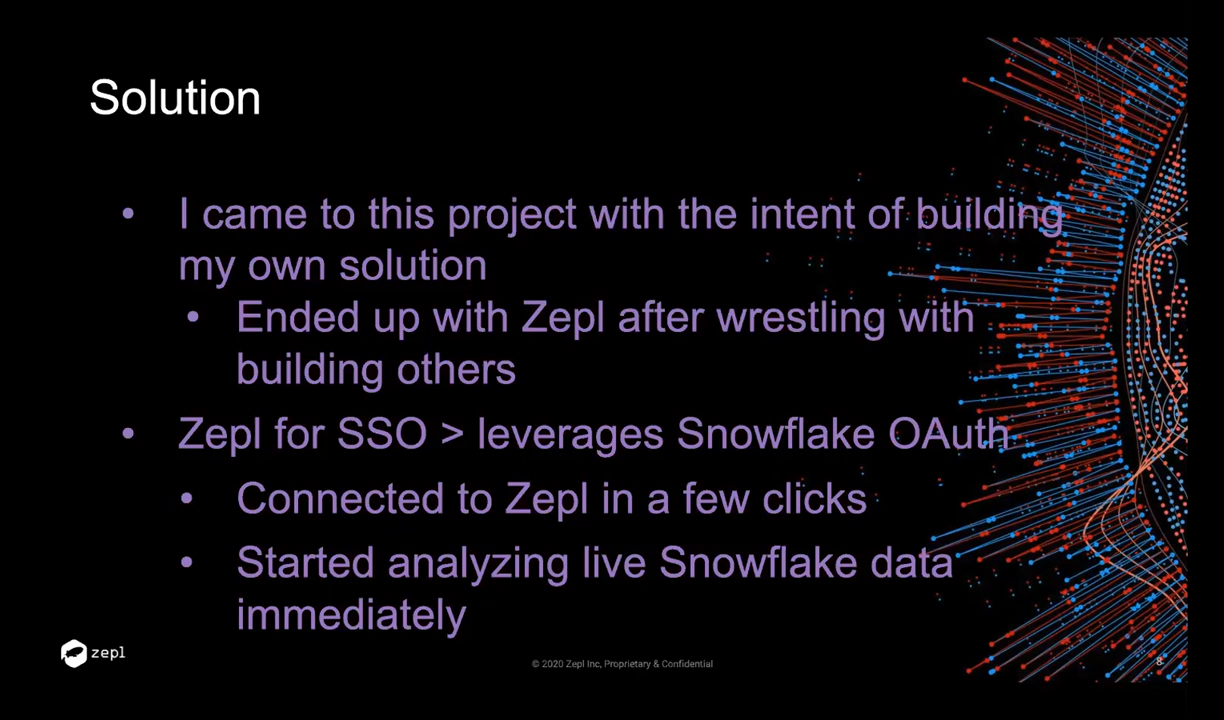 Solution
• I came to this project with the intent of building
my own solution
• Ended up with Zepl after wrestling with
building others
• Zepl for SSO > leverages Snowflake OAuth
• Connected to Zepl in a few clicks
• Started analyzing live Snowflake data
immediately
zepl
© 2020 Zepl Inc, Proprietary & Confidential
8